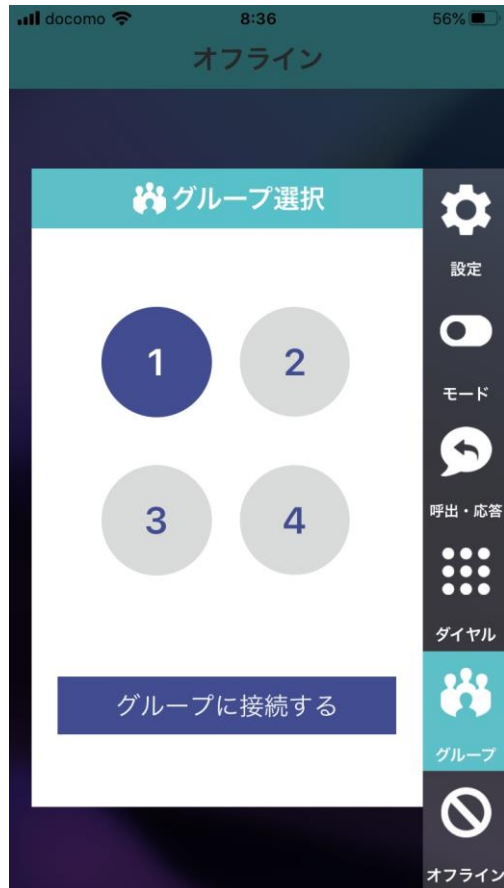 docomo 8:36 56%
オフライン
グループ選択
1 2
3 4
グループに接続する
設定
モード
呼出・応答
ダイヤル
グループ
オフライン